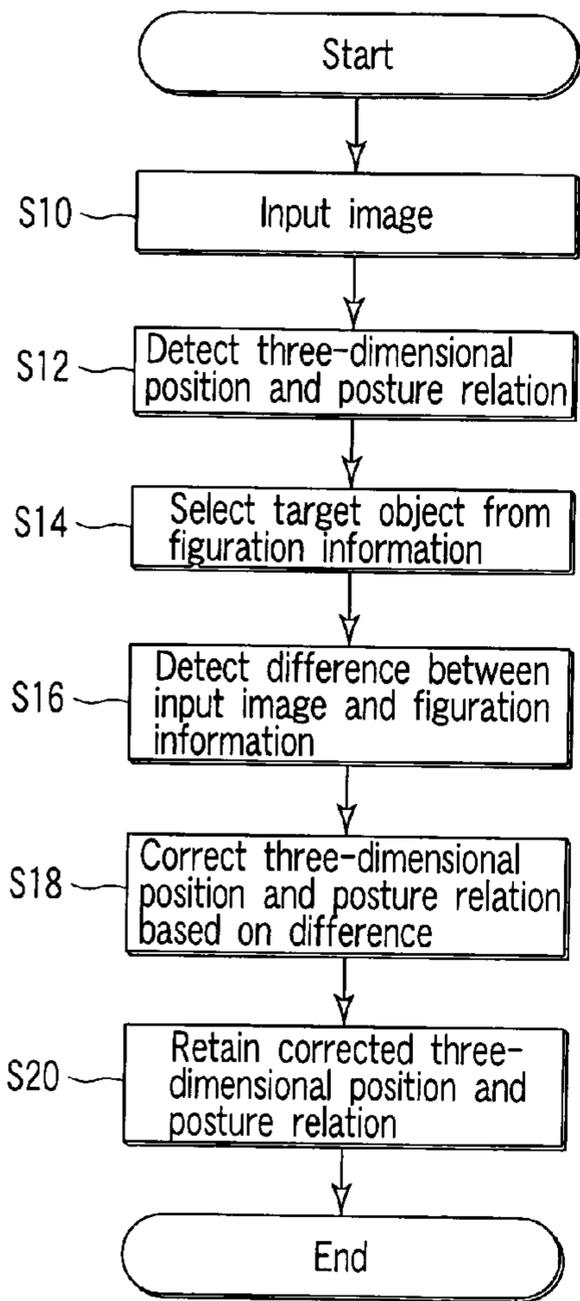 Start
S10
Input image
S12
Detect three-dimensional
position and posture relation
S14
Select target object from
figuration information
S16
Detect difference between
input image and figuration
information
S18
Correct three-dimensional
position and posture relation
based on difference
S20
Retain corrected three-
dimensional position and
posture relation
End